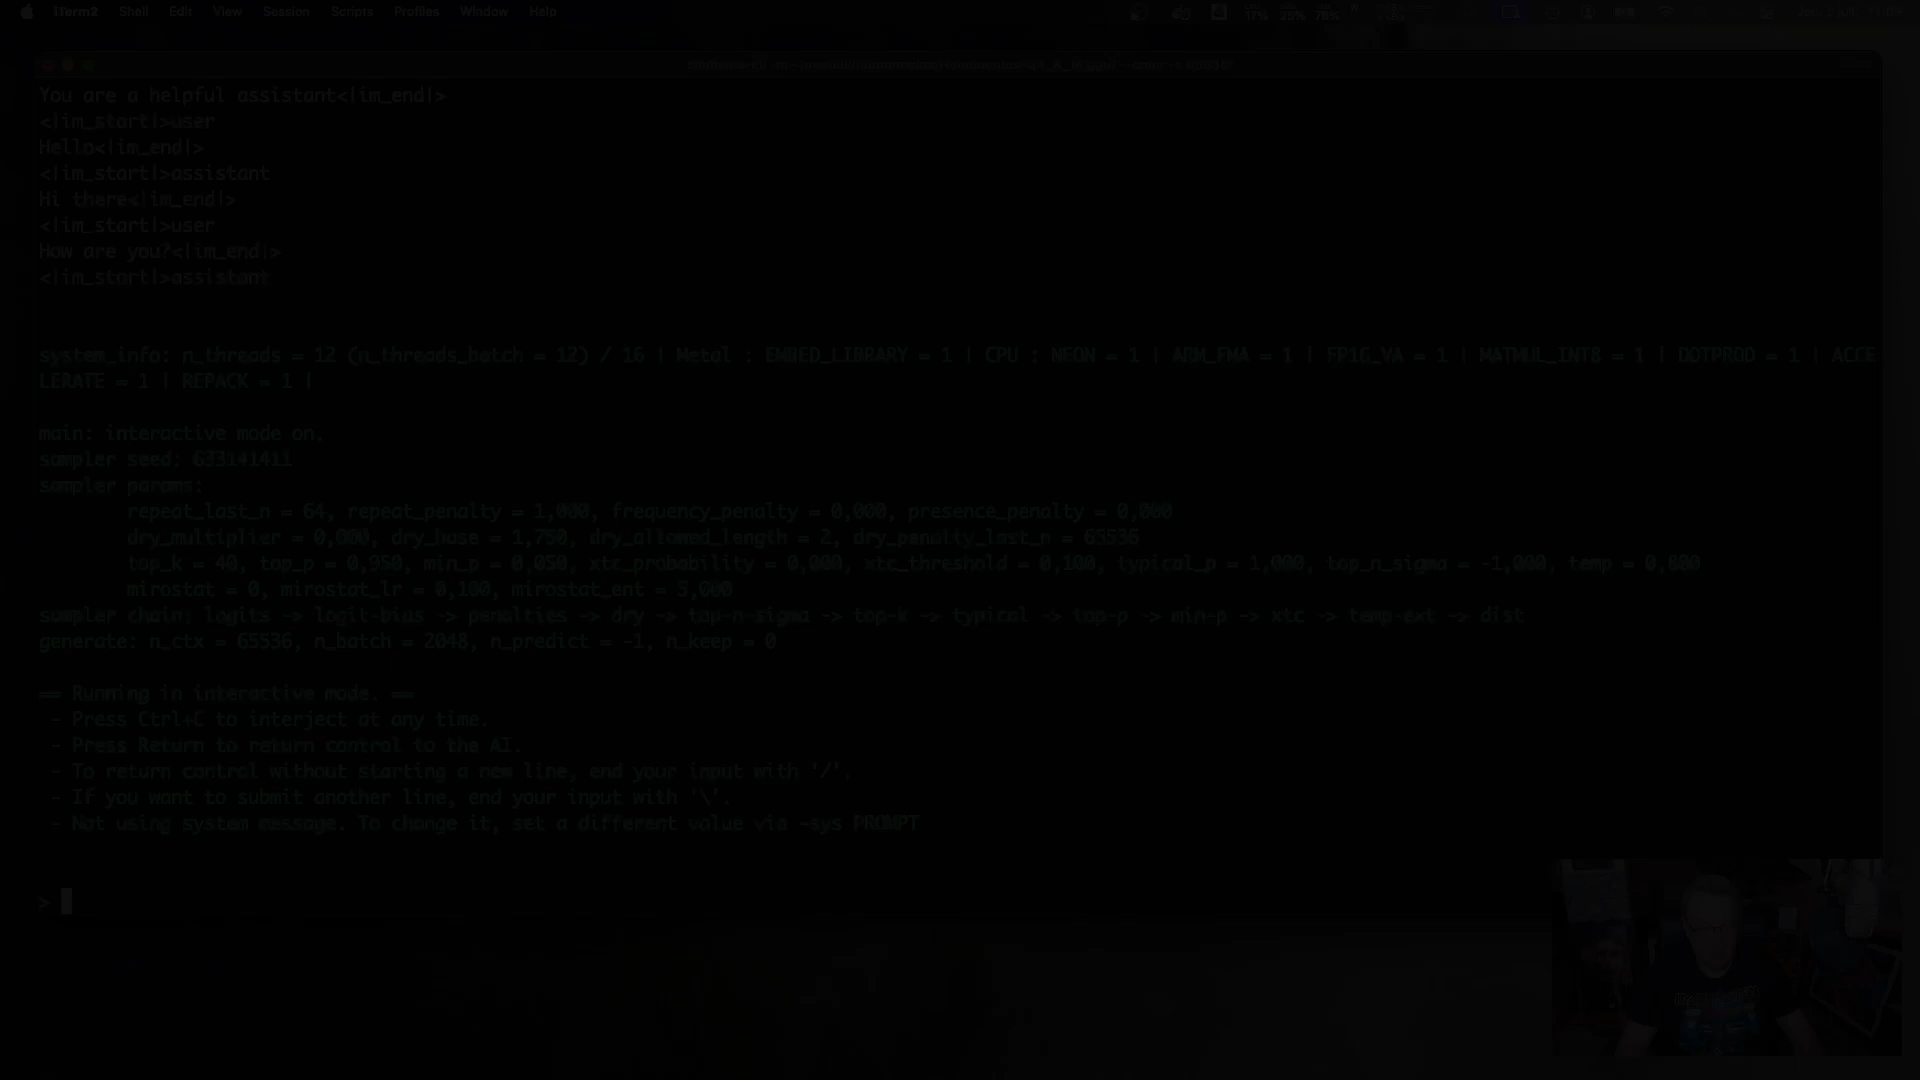 iTerm2 Shell Edit View Session Scripts Profiles Window Help
17% 25% 78%
You are a helpful assistant<|im_end|>
<|im_start|>user
Hello<|im_end|>
<|im_start|>assistant
Hi there<|im_end|>
<|im_start|>user
How are you?<|im_end|>
<|im_start|>assistant
system_info: n_threads = 12 (n_threads_batch = 12) / 16 | Metal : EMBED_LIBRARY = 1 | CPU : NEON = 1 | ARM_FMA = 1 | FP16_VA = 1 | MATMUL_INT8 = 1 | DOTPROD = 1 | ACCE
LERATE = 1 | REPACK = 1 |
main: interactive mode on.
sampler seed: 633141411
sampler params:
repeat_last_n = 64, repeat_penalty = 1,000, frequency_penalty = 0,000, presence_penalty = 0,000
dry_multiplier = 0,000, dry_base = 1,750, dry_allowed_length = 2, dry_penalty_last_n = 65536
top_k = 40, top_p = 0,950, min_p = 0,050, xtc_probability = 0,000, xtc_threshold = 0,100, typical_p = 1,000, top_n_sigma = -1,000, temp = 0,800
mirostat = 0, mirostat_lr = 0,100, mirostat_ent = 5,000
sampler chain: logits -> logit-bias -> penalties -> dry -> top-n-sigma -> top-k -> typical -> top-p -> min-p -> xtc -> temp-ext -> dist
generate: n_ctx = 65536, n_batch = 2048, n_predict = -1, n_keep = 0
== Running in interactive mode. ==
- Press Ctrl+C to interject at any time.
- Press Return to return control to the AI.
- To return control without starting a new line, end your input with '/'.
- If you want to submit another line, end your input with '\'.
- Not using system message. To change it, set a different value via -sys PROMPT
>